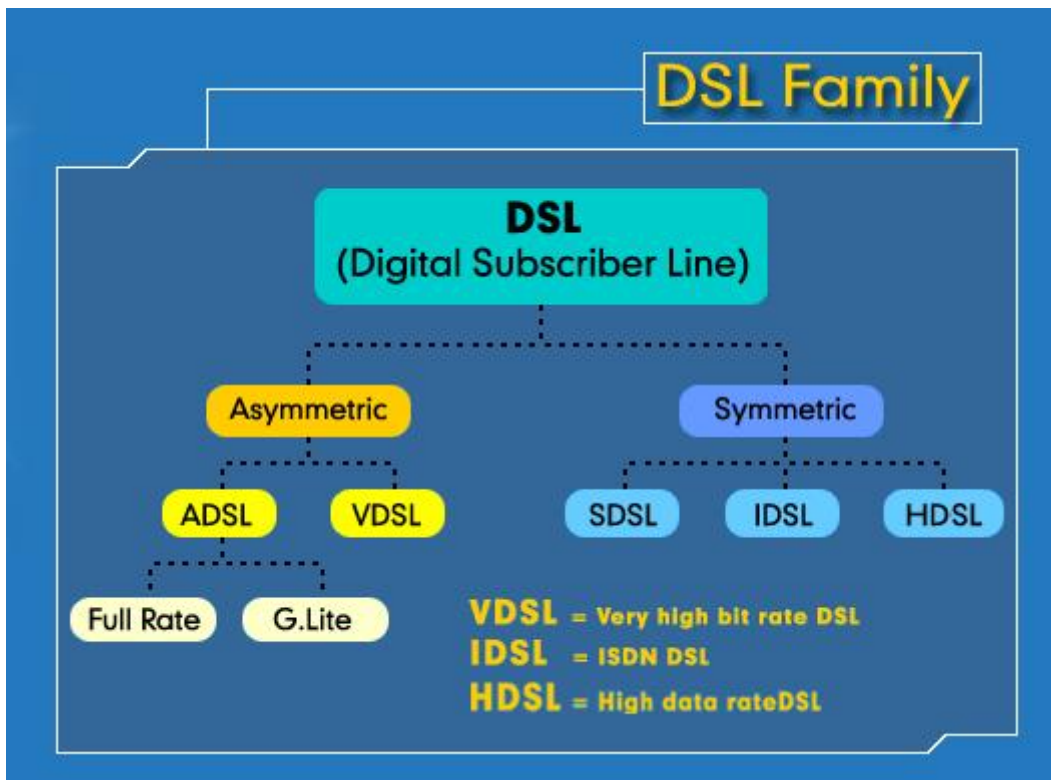 DSL Family
DSL
(Digital Subscriber Line)
Asymmetric
Symmetric
ADSL
VDSL
SDSL
IDSL
HDSL
Full Rate
G.Lite
VDSL = Very high bit rate DSL
IDSL = ISDN DSL
HDSL = High data rateDSL